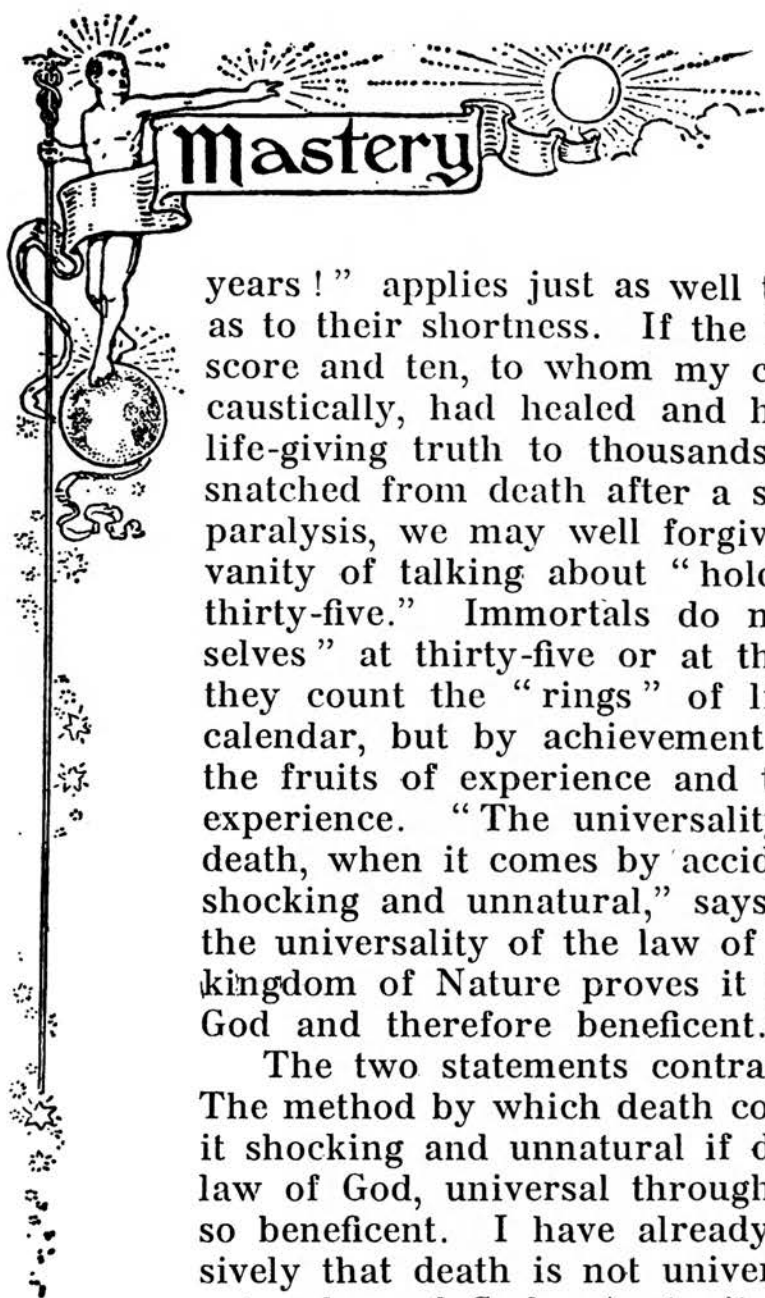 Mastery
years!" applies just as well t
as to their shortness. If the
score and ten, to whom my c
caustically, had healed and h
life-giving truth to thousands
snatched from death after a s
paralysis, we may well forgiv
vanity of talking about "hold
thirty-five." Immortals do n
selves" at thirty-five or at th
they count the "rings" of li
calendar, but by achievement
the fruits of experience and t
experience. "The universalit
death, when it comes by accid
shocking and unnatural," says
the universality of the law of
kingdom of Nature proves it
God and therefore beneficent.
The two statements contra
The method by which death co
it shocking and unnatural if d
law of God, universal through
so beneficent. I have already
sively that death is not univer